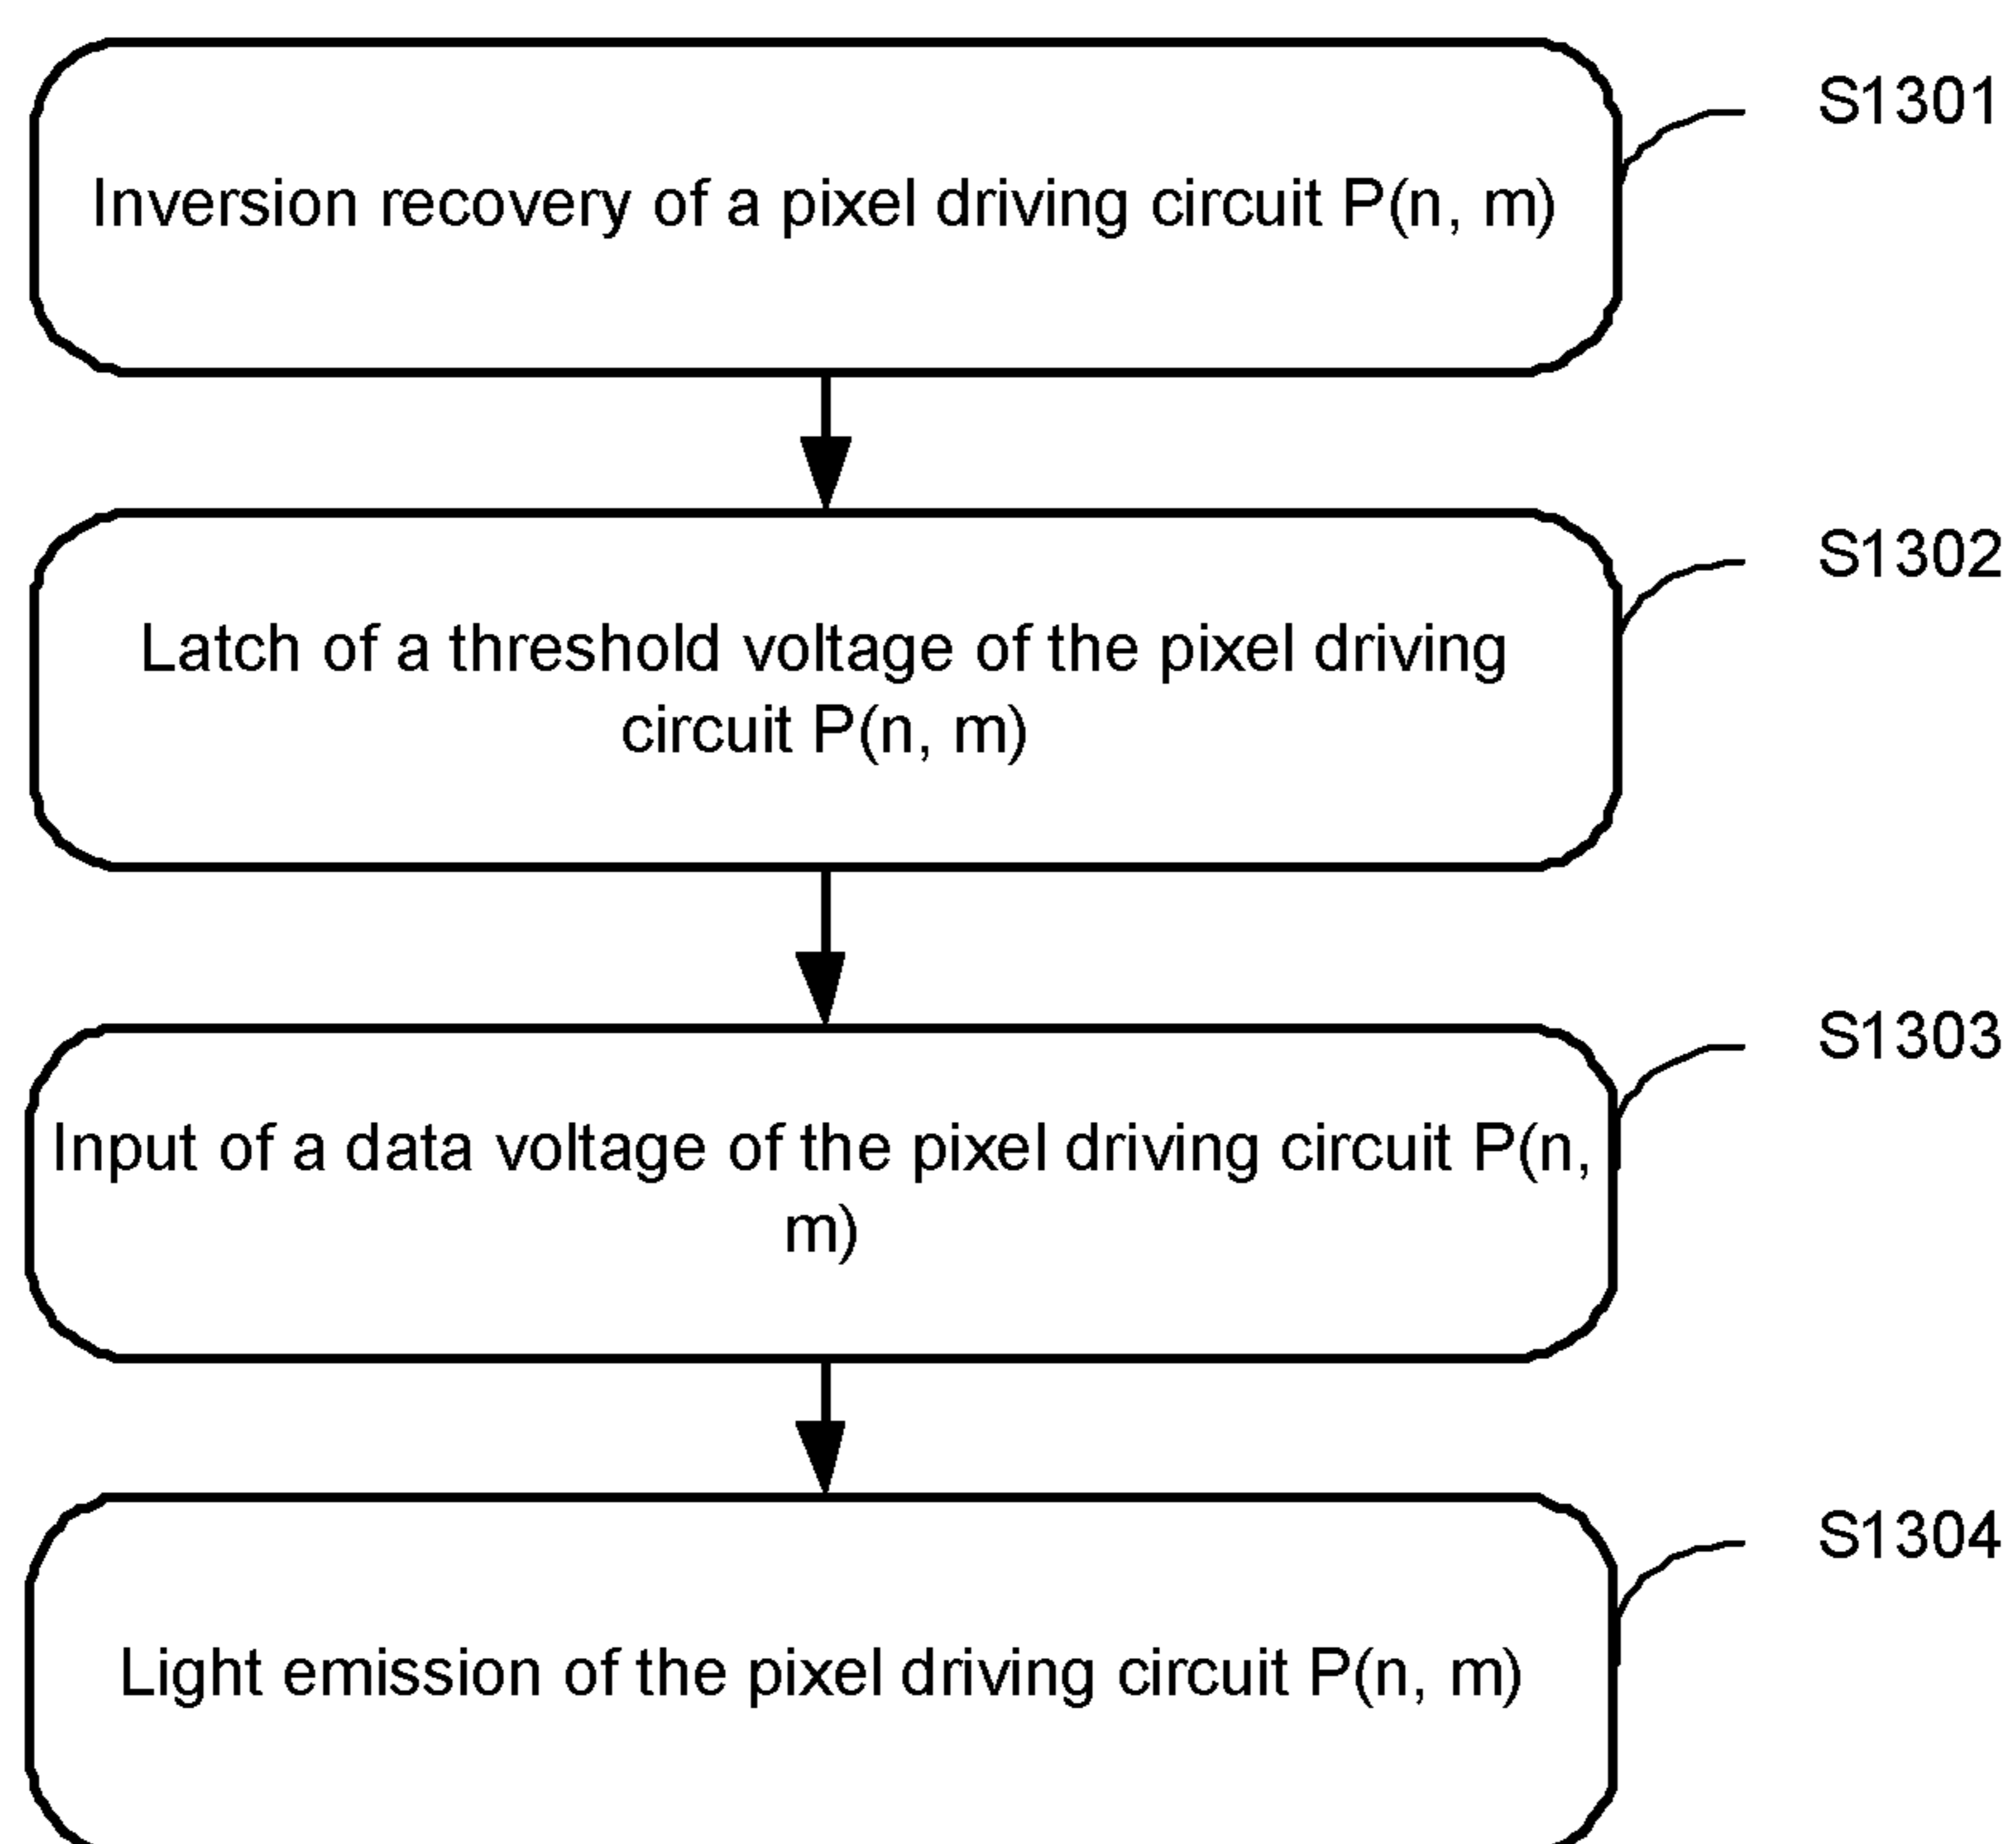 S1301
Inversion recovery of a pixel driving circuit P(n, m)
S1302
Latch of a threshold voltage of the pixel driving
circuit P(n, m)
S1303
Input of a data voltage of the pixel driving circuit P(n,
m)
S1304
Light emission of the pixel driving circuit P(n, m)